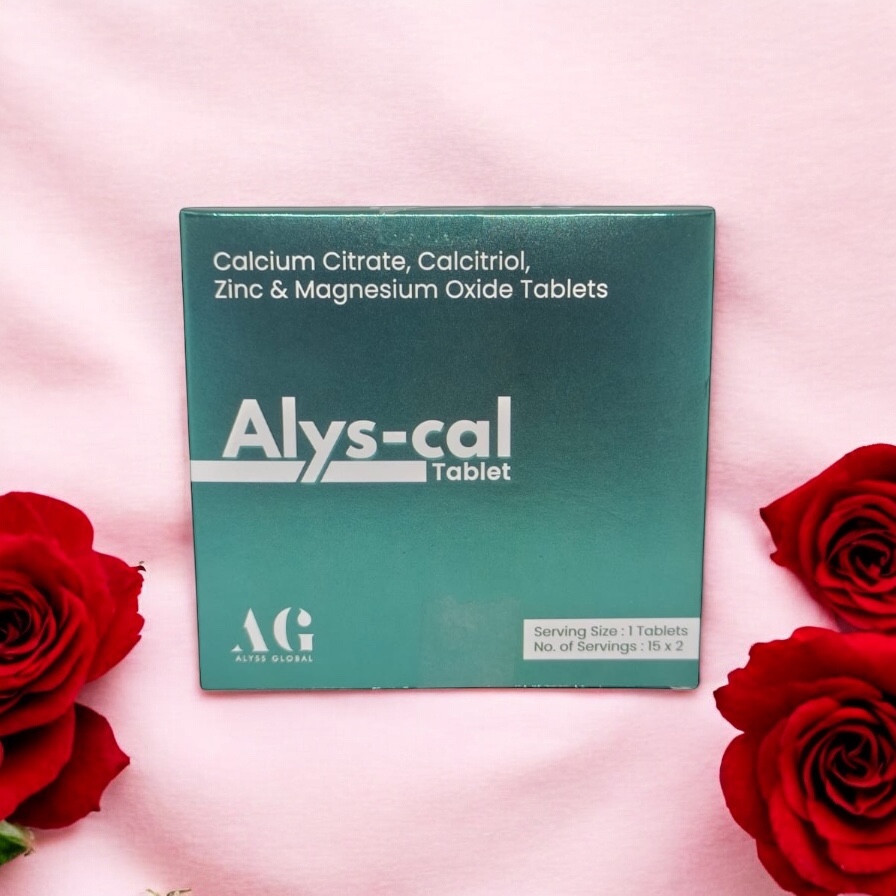 Calcium Citrate, Calcitriol,
Zinc & Magnesium Oxide Tablets
Alys-cal
Tablet
AG
ALYSS GLOBAL
Serving Size : 1 Tablets
No. of Servings : 15 x 2